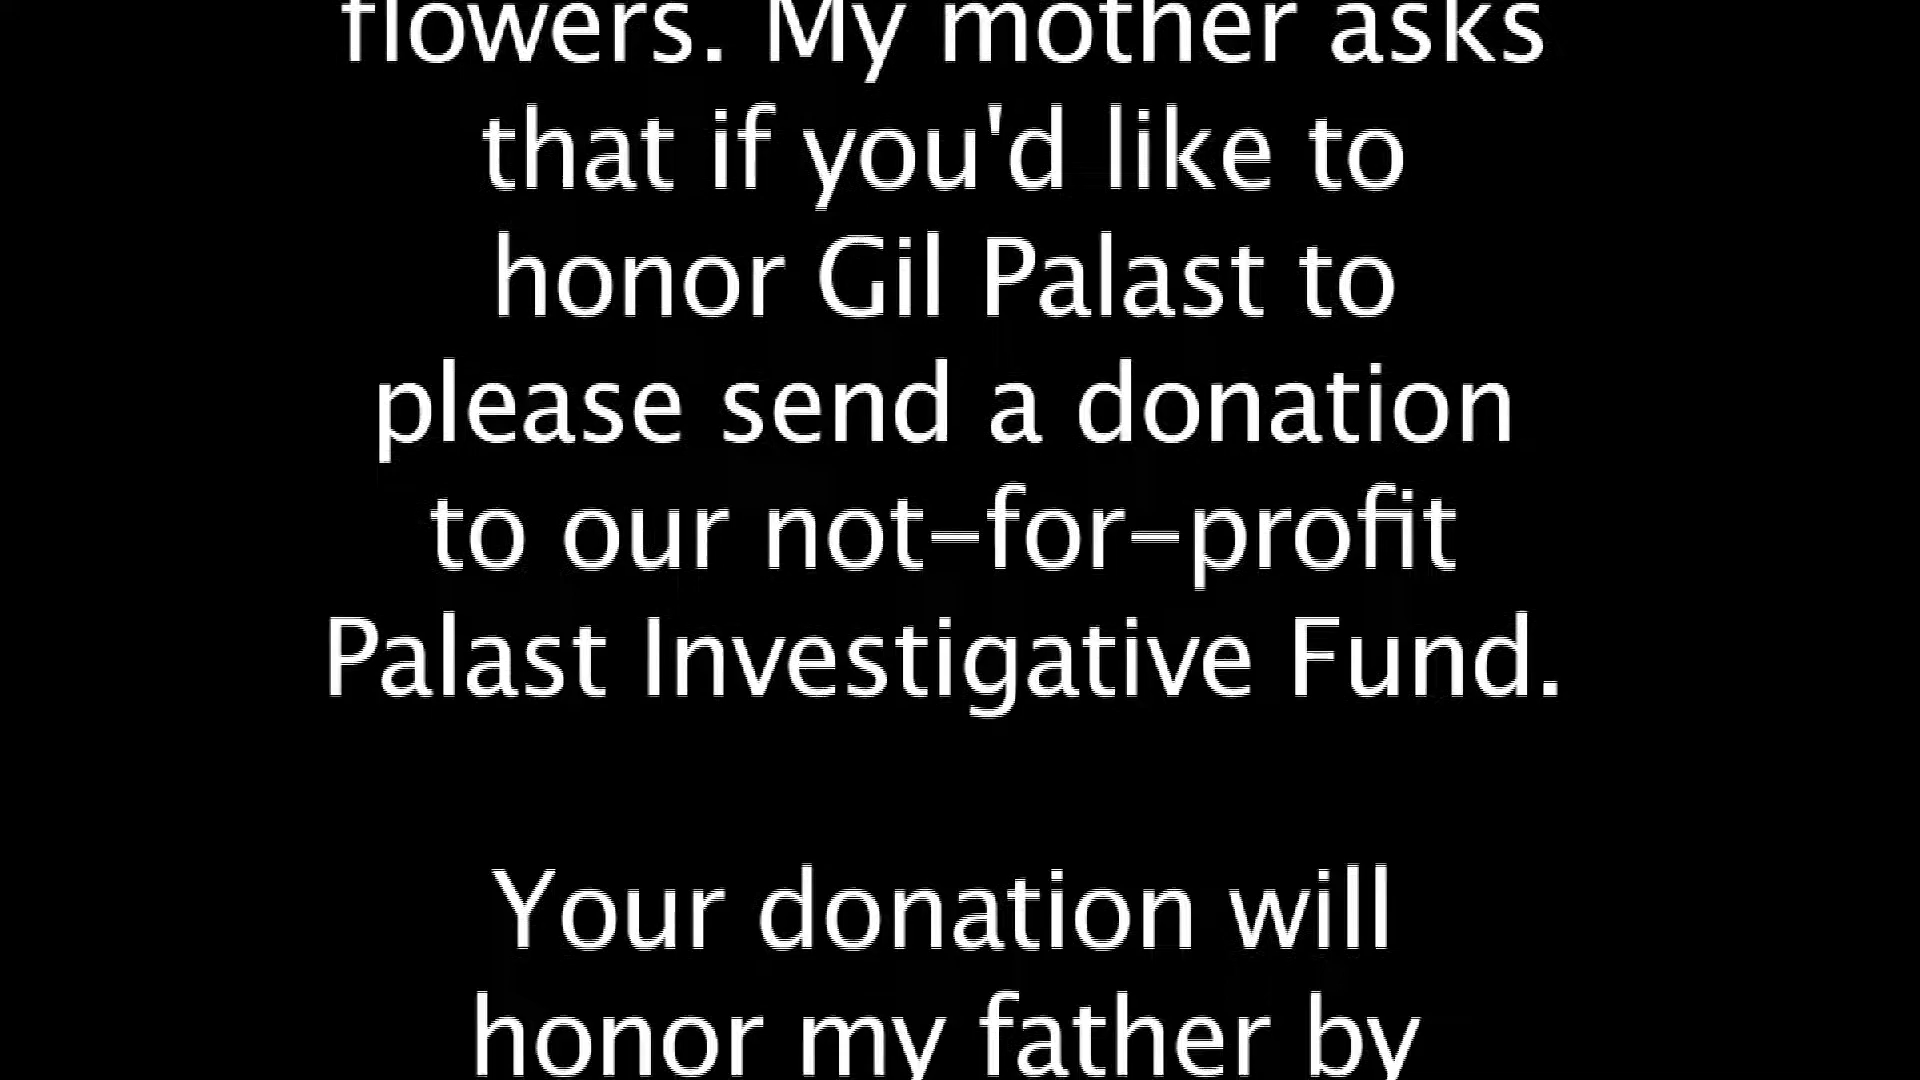 flowers. My mother asks
that if you'd like to
honor Gil Palast to
please send a donation
to our not-for-profit
Palast Investigative Fund.
Your donation will
honor my father by